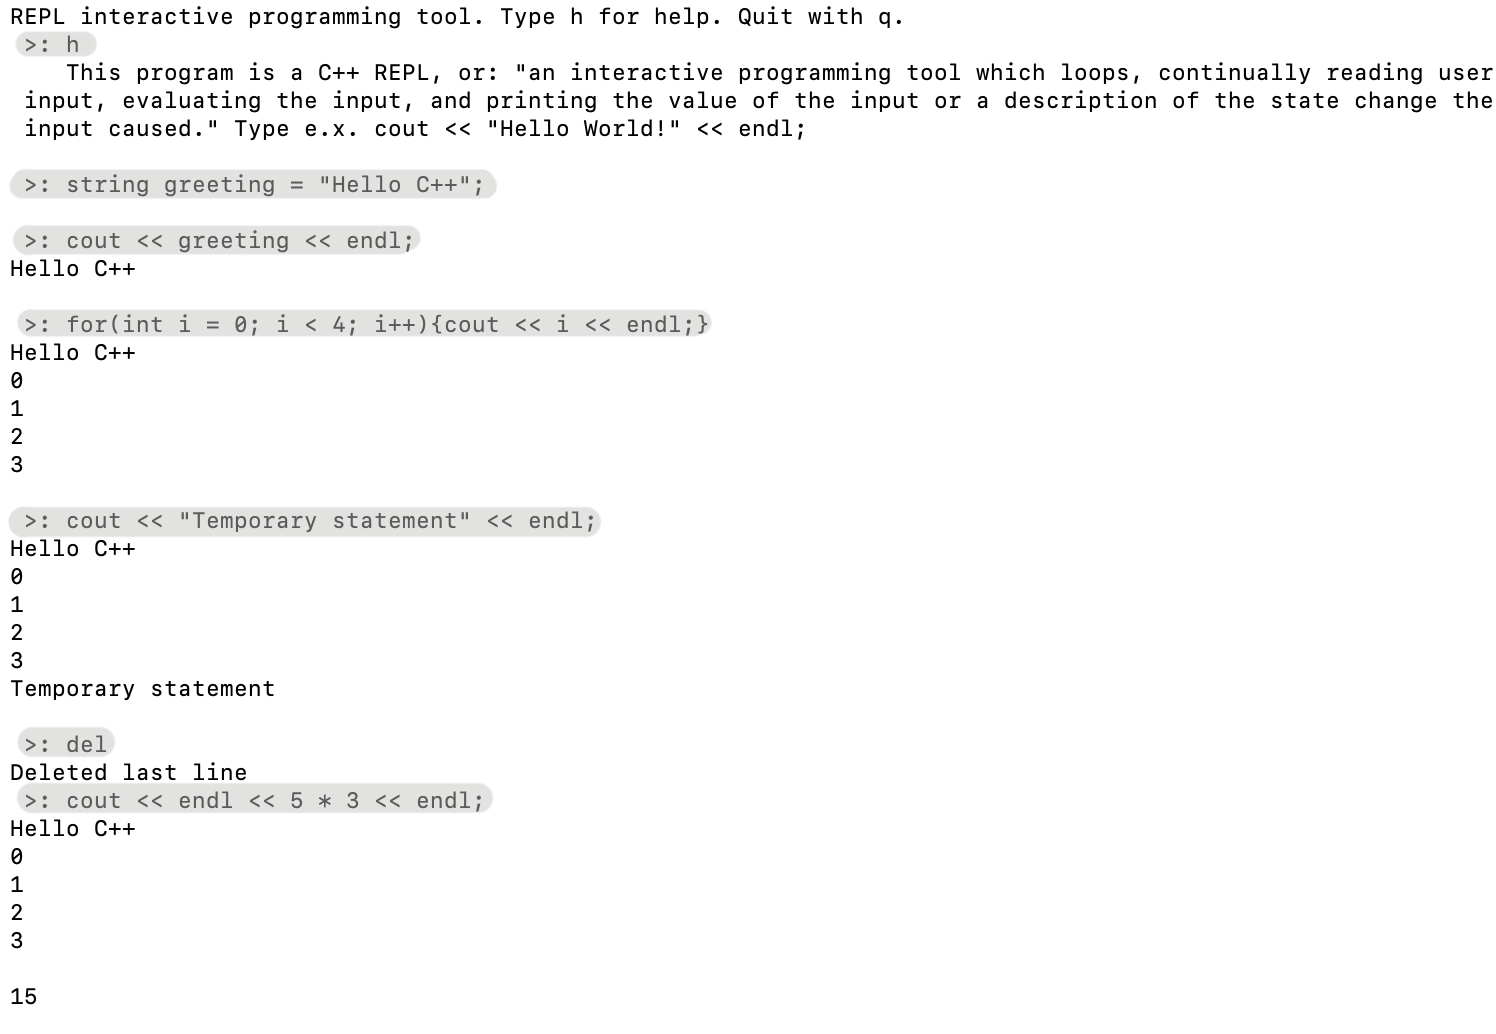 REPL interactive programming tool. Type h for help. Quit with q.
>: h
This program is a C++ REPL, or: "an interactive programming tool which loops, continually reading user
input, evaluating the input, and printing the value of the input or a description of the state change the
input caused." Type e.x. cout << "Hello World!" << endl;
>: string greeting = "Hello C++";
>: cout << greeting << endl;
Hello C++
>: for(int i = 0; i < 4; i++){cout << i << endl;}
Hello C++
0
1
2
3
>: cout << "Temporary statement" << endl;
Hello C++
0
1
2
3
Temporary statement
>: del
Deleted last line
>: cout << endl << 5 * 3 << endl;
Hello C++
0
1
2
3
15